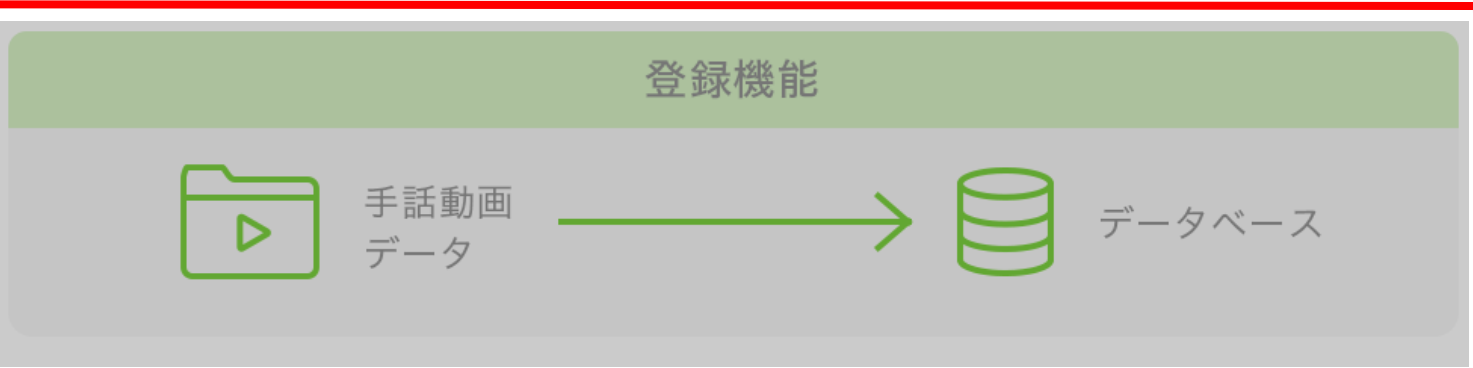 登録機能
手話動画
データ
データベース